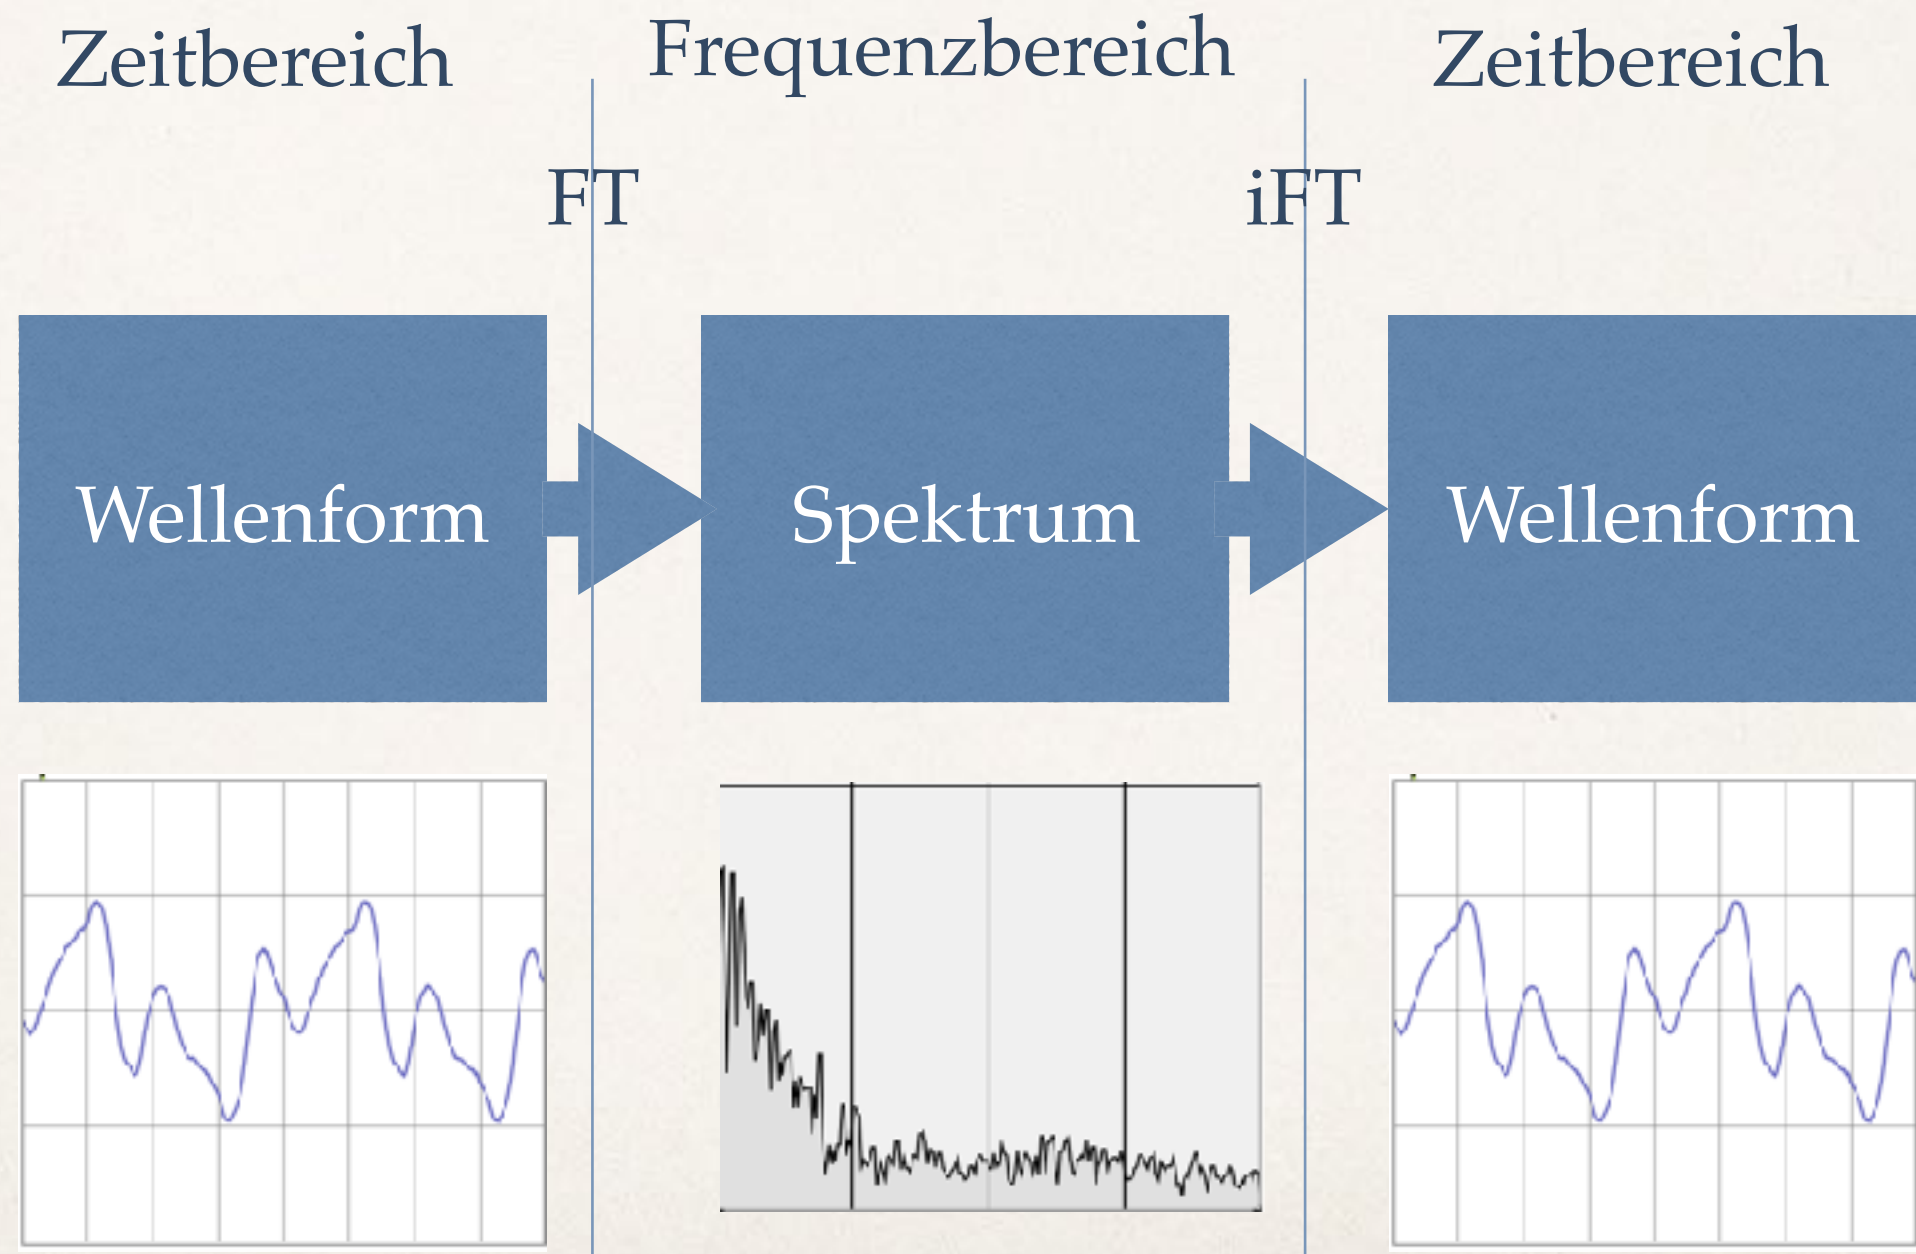 Zeitbereich
Frequenzbereich
Zeitbereich
FT
iFT
Wellenform
Spektrum
Wellenform